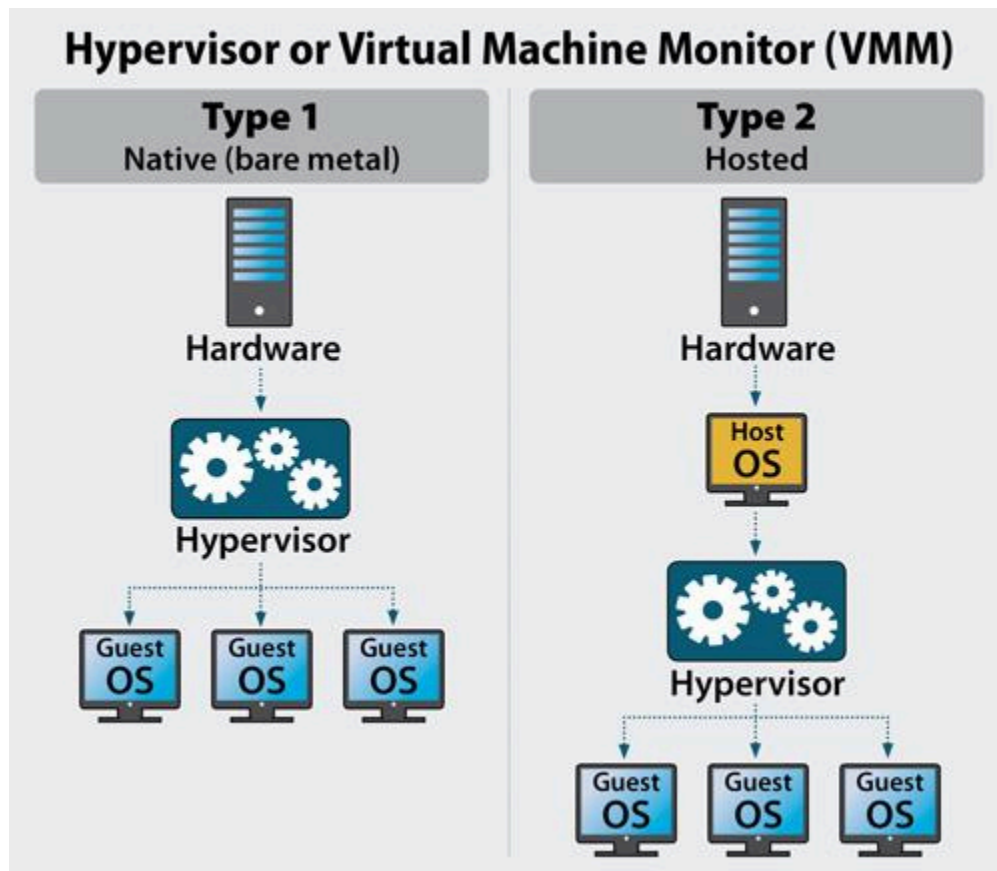 Hypervisor or Virtual Machine Monitor (VMM)
Type 1
Native (bare metal)
Hardware
Hypervisor
Guest
OS
Guest
OS
Guest
OS
Type 2
Hosted
Hardware
Host
OS
Hypervisor
Guest
OS
Guest
OS
Guest
OS